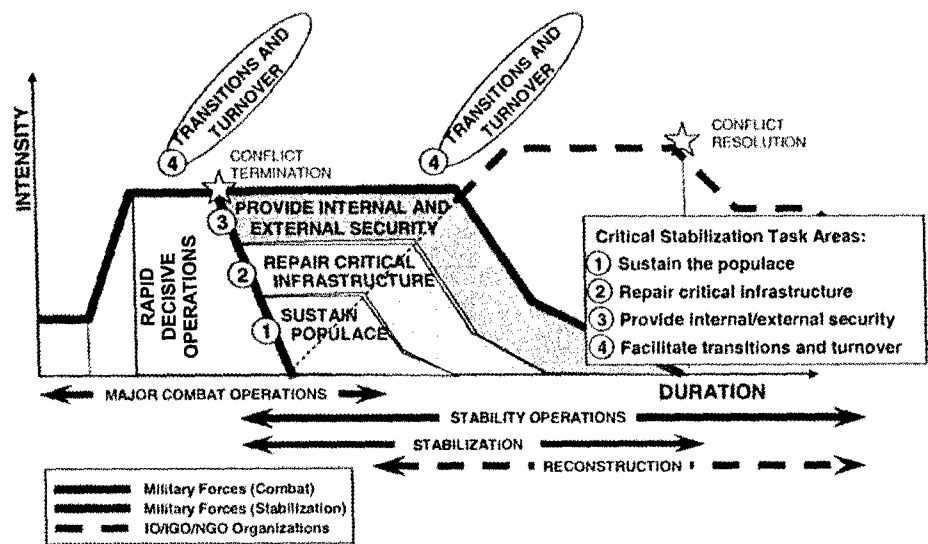 TRANSITIONS AND
TURNOVER
4
TRANSITIONS AND
TURNOVER
4
INTENSITY
CONFLICT
TERMINATION
CONFLICT
RESOLUTION
3
PROVIDE INTERNAL AND
EXTERNAL SECURITY
2
REPAIR CRITICAL
INFRASTRUCTURE
1
SUSTAIN
POPULACE
RAPID
DECISIVE
OPERATIONS
Critical Stabilization Task Areas:
1 Sustain the populace
2 Repair critical infrastructure
3 Provide internal/external security
4 Facilitate transitions and turnover
DURATION
MAJOR COMBAT OPERATIONS
STABILITY OPERATIONS
STABILIZATION
RECONSTRUCTION
Military Forces (Combat)
Military Forces (Stabilization)
IO/IGO/NGO Organizations